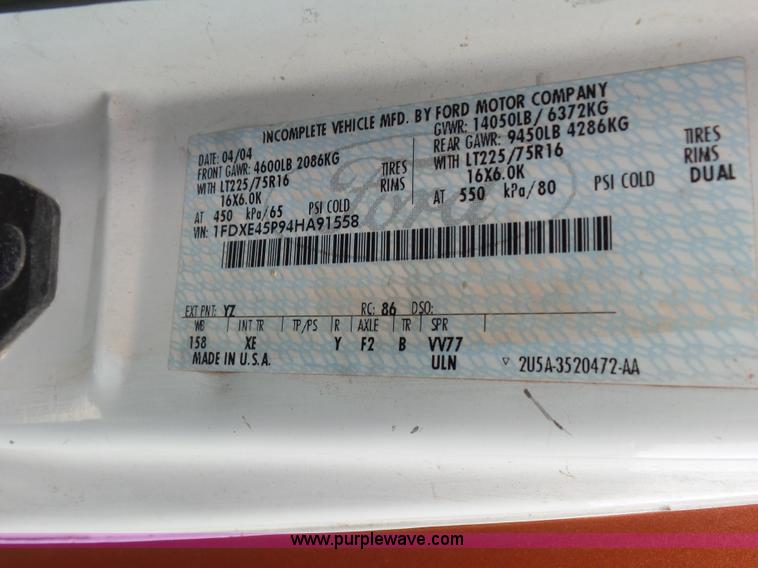 INCOMPLETE VEHICLE MFD. BY FORD MOTOR COMPANY
DATE: 04/04 GVWR: 14050LB/ 6372KG
FRONT GAWR: 4600LB 2086KG REAR GAWR: 9450LB 4286KG
WITH LT225/75R16 TIRES WITH LT225/75R16 TIRES
16X6.0K RIMS 16X6.0K RIMS
AT 450 kPa/65 PSI COLD AT 550 kPa/80 PSI COLD DUAL
VIN: 1FDXE45P94HA91558
Ford
EXT PNT: YZ RC: 86 DSO:
WB INT TR TP/PS R AXLE TR SPR
158 XE Y F2 B VV77
MADE IN U.S.A. ULN 2U5A-3520472-AA
www.purplewave.com